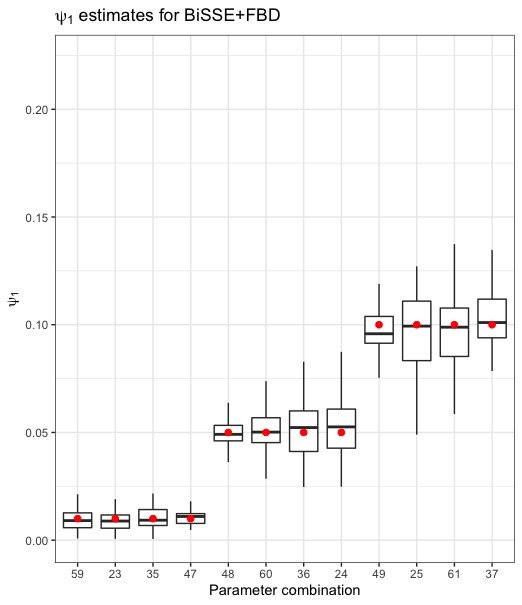 ψ₁ estimates for BiSSE+FBD
0.20
0.15
0.10
0.05
0.00
ψ₁
59 23 35 47 48 60 36 24 49 25 61 37
Parameter combination